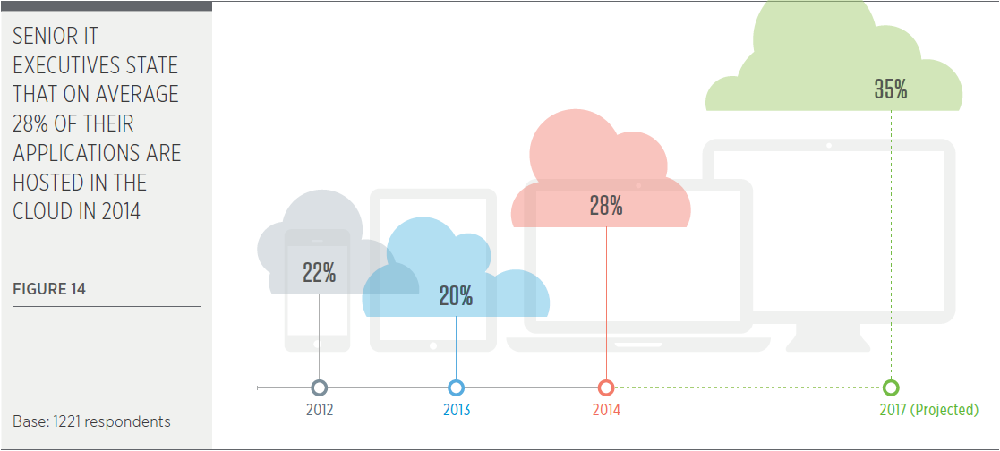 SENIOR IT
EXECUTIVES STATE
THAT ON AVERAGE
28% OF THEIR
APPLICATIONS ARE
HOSTED IN THE
CLOUD IN 2014
FIGURE 14
Base: 1221 respondents
22%
20%
28%
35%
2012
2013
2014
2017 (Projected)